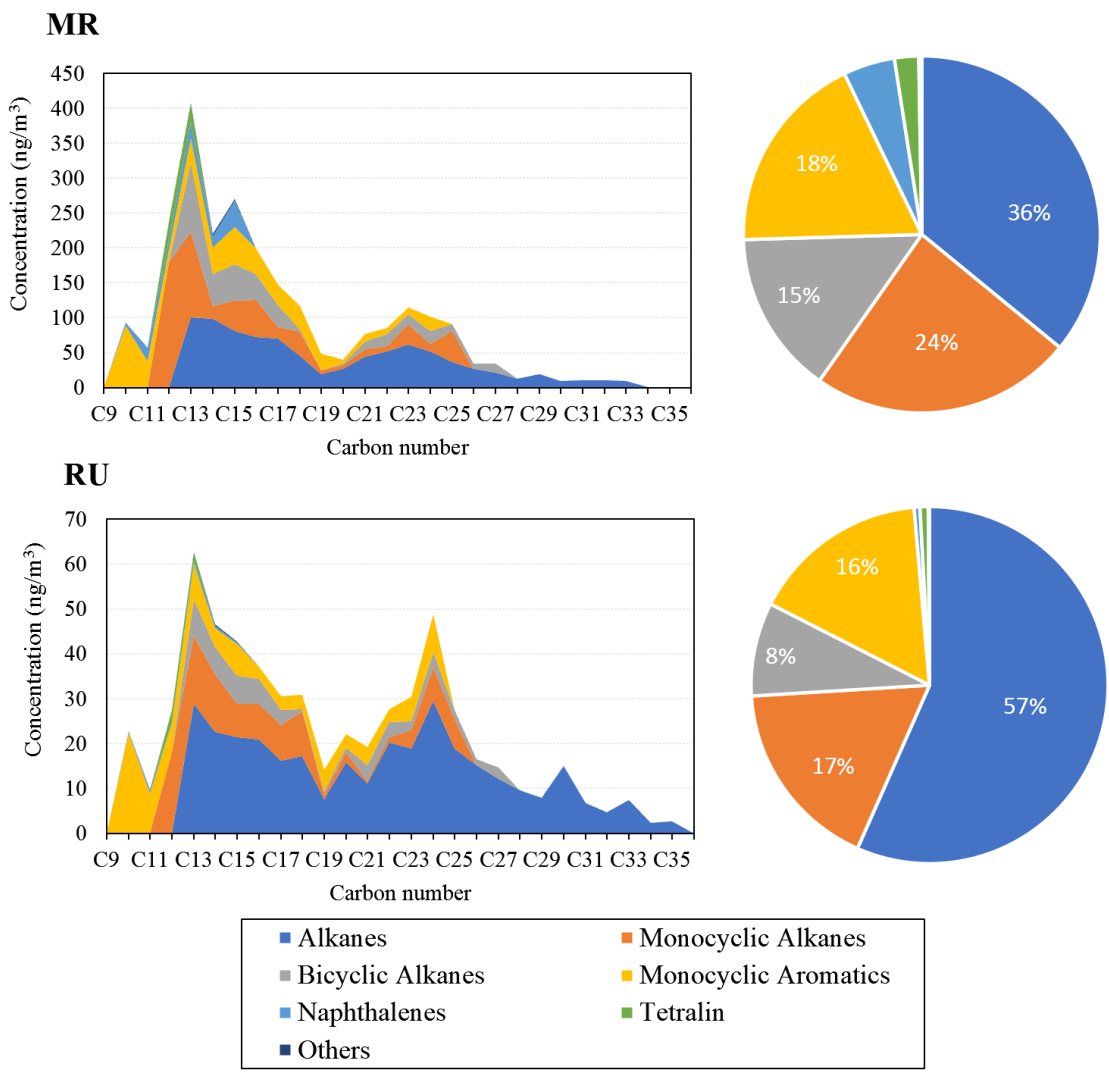 MR
Concentration (ng/m³)
450
400
350
300
250
200
150
100
50
0
C9 C11 C13 C15 C17 C19 C21 C23 C25 C27 C29 C31 C33 C35
Carbon number
36%
24%
15%
18%
RU
Concentration (ng/m³)
70
60
50
40
30
20
10
0
C9 C11 C13 C15 C17 C19 C21 C23 C25 C27 C29 C31 C33 C35
Carbon number
57%
17%
8%
16%
Alkanes Monocyclic Alkanes
Bicyclic Alkanes Monocyclic Aromatics
Naphthalenes Tetralin
Others